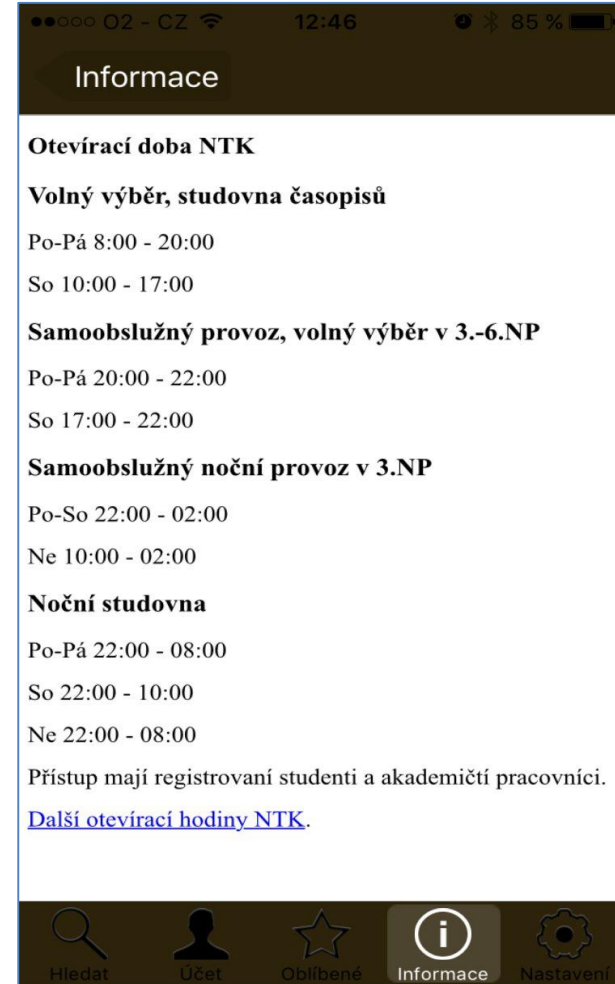 O2 - CZ 12:46 85 %
Informace
Otevírací doba NTK
Volný výběr, studovna časopisů
Po-Pá 8:00 - 20:00
So 10:00 - 17:00
Samoobslužný provoz, volný výběr v 3.-6.NP
Po-Pá 20:00 - 22:00
So 17:00 - 22:00
Samoobslužný noční provoz v 3.NP
Po-So 22:00 - 02:00
Ne 10:00 - 02:00
Noční studovna
Po-Pá 22:00 - 08:00
So 22:00 - 10:00
Ne 22:00 - 08:00
Přístup mají registrovaní studenti a akademičtí pracovníci.
Další otevírací hodiny NTK.
Hledat Účet Oblíbené Informace Nastavení